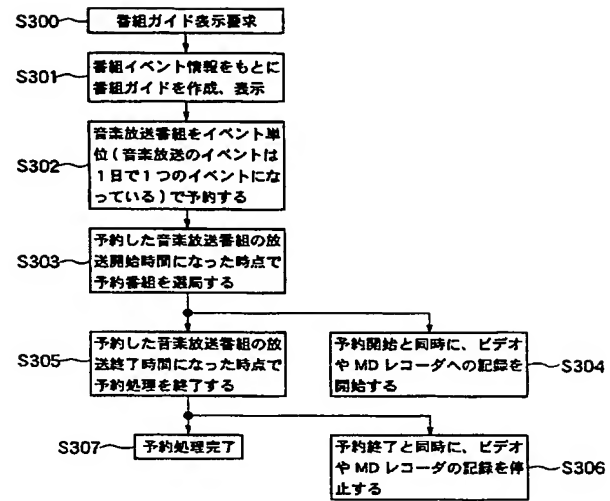 S300
番組ガイド表示要求
S301
番組イベント情報をもとに
番組ガイドを作成、表示
S302
音楽放送番組をイベント単
位(音楽放送のイベントは
1日で1つのイベントにな
っている)で予約する
S303
予約した音楽放送番組の放
送開始時間になった時点で
予約番組を選局する
S305
予約した音楽放送番組の放
送終了時間になった時点で
予約処理を終了する
予約開始と同時に、ビデオ
や MD レコーダへの記録を
開始する
S304
S307
予約処理完了
予約終了と同時に、ビデオ
や MD レコーダの記録を停
止する
S306